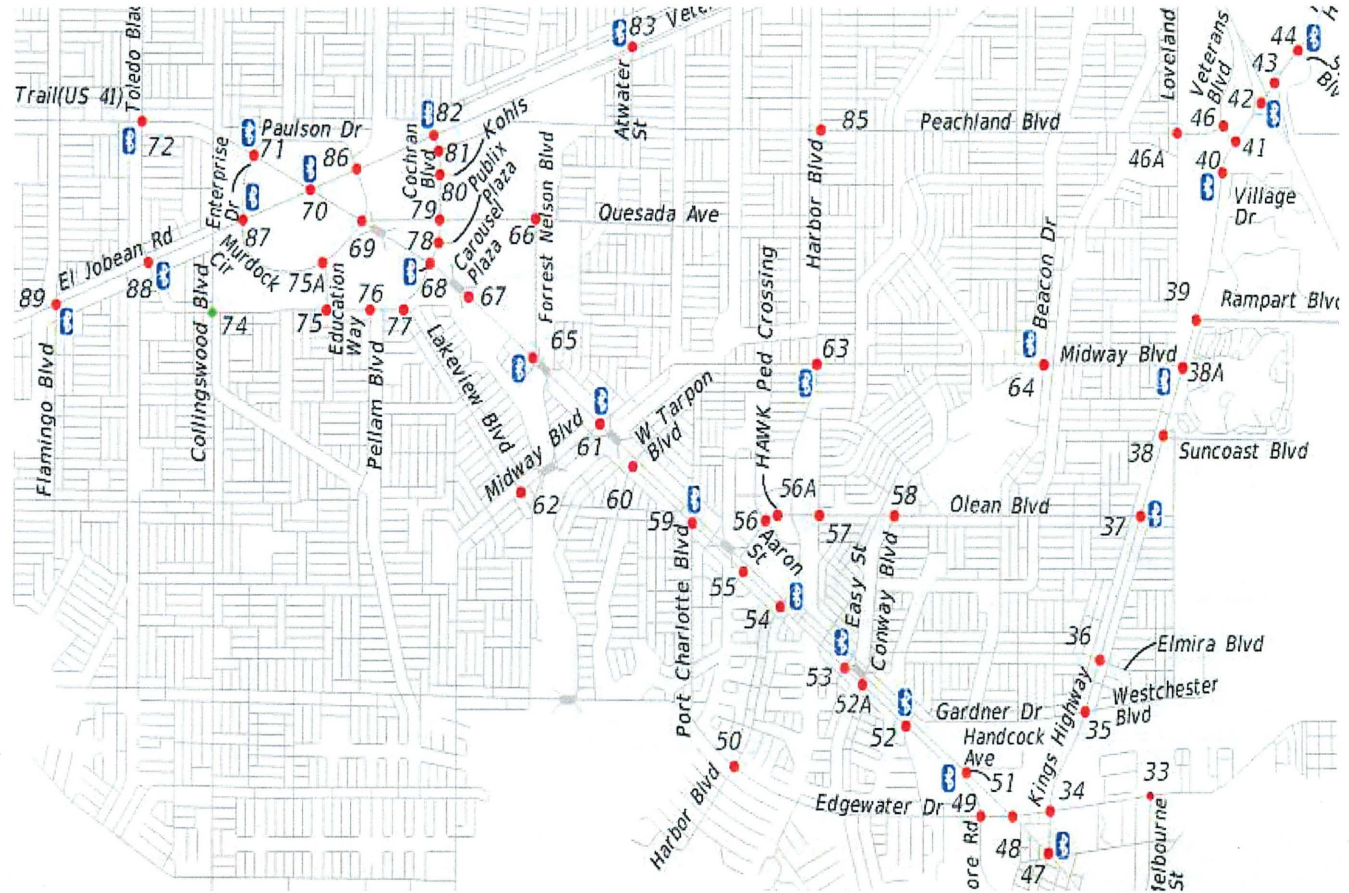 83
Veter
Toledo Bla
Loveland
Veterans
Blvd
44
43
Trail(US 41)
Atwater
St
82
Kohls
42
72
Paulson Dr
71
86
Cochran
Blvd
81
85
Peachland Blvd
46
46A
41
Enterprise
Dr
80
Publix
Plaza
Forrest Nelson Blvd
Harbor Blvd
40
Village
Dr
70
79
66
Quesada Ave
87
69
78
Carousel
Plaza
El Jobean Rd
Murdock
Cir
75A
68
67
HAWK Ped Crossing
Beacon Dr
89
88
Collingswood Blvd
74
75
Education
Way
76
77
39
Rampart Blvd
Flamingo Blvd
Pellam Blvd
Lakeview Blvd
65
63
64
Midway Blvd
38A
Midway Blvd
61
W Tarpon
Blvd
38
Suncoast Blvd
62
60
56A
58
Olean Blvd
59
56
Aaron
St
57
37
Port Charlotte Blvd
55
54
Easy St
Conway Blvd
36
Elmira Blvd
53
52A
Westchester
Blvd
35
52
Gardner Dr
Kings Highway
50
Handcock
Ave
51
33
Harbor Blvd
Edgewater Dr
49
34
ore Rd
48
47
elbourne
St